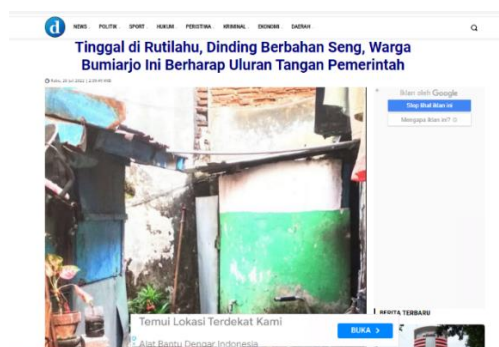 d
NEWS POLITIK SPORT HUKUM PERISTIWA KRIMINAL EKONOMI DAERAH
Tinggal di Rutilahu, Dinding Berbahan Seng, Warga
Bumiarjo Ini Berharap Uluran Tangan Pemerintah
Iklan oleh Google
Stop lihat iklan ini
Mengapa iklan ini?
BERITA TERBARU
Temui Lokasi Terdekat Kami
BUKA >
Alat Bantu Dengar Indonesia